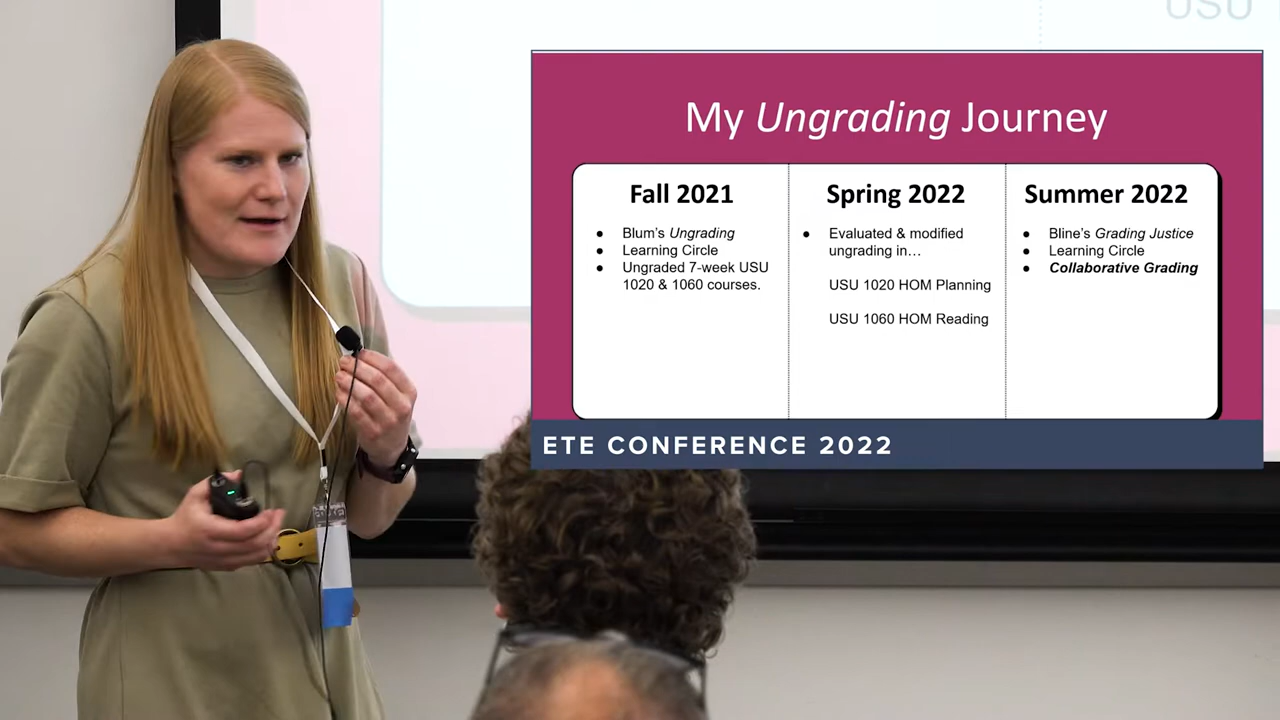 USU
My Ungrading Journey
Fall 2021
● Blum's Ungrading
● Learning Circle
● Ungraded 7-week USU
1020 & 1060 courses.
Spring 2022
● Evaluated & modified
ungrading in…
USU 1020 HOM Planning
USU 1060 HOM Reading
Summer 2022
● Bline's Grading Justice
● Learning Circle
● Collaborative Grading
ETE CONFERENCE 2022